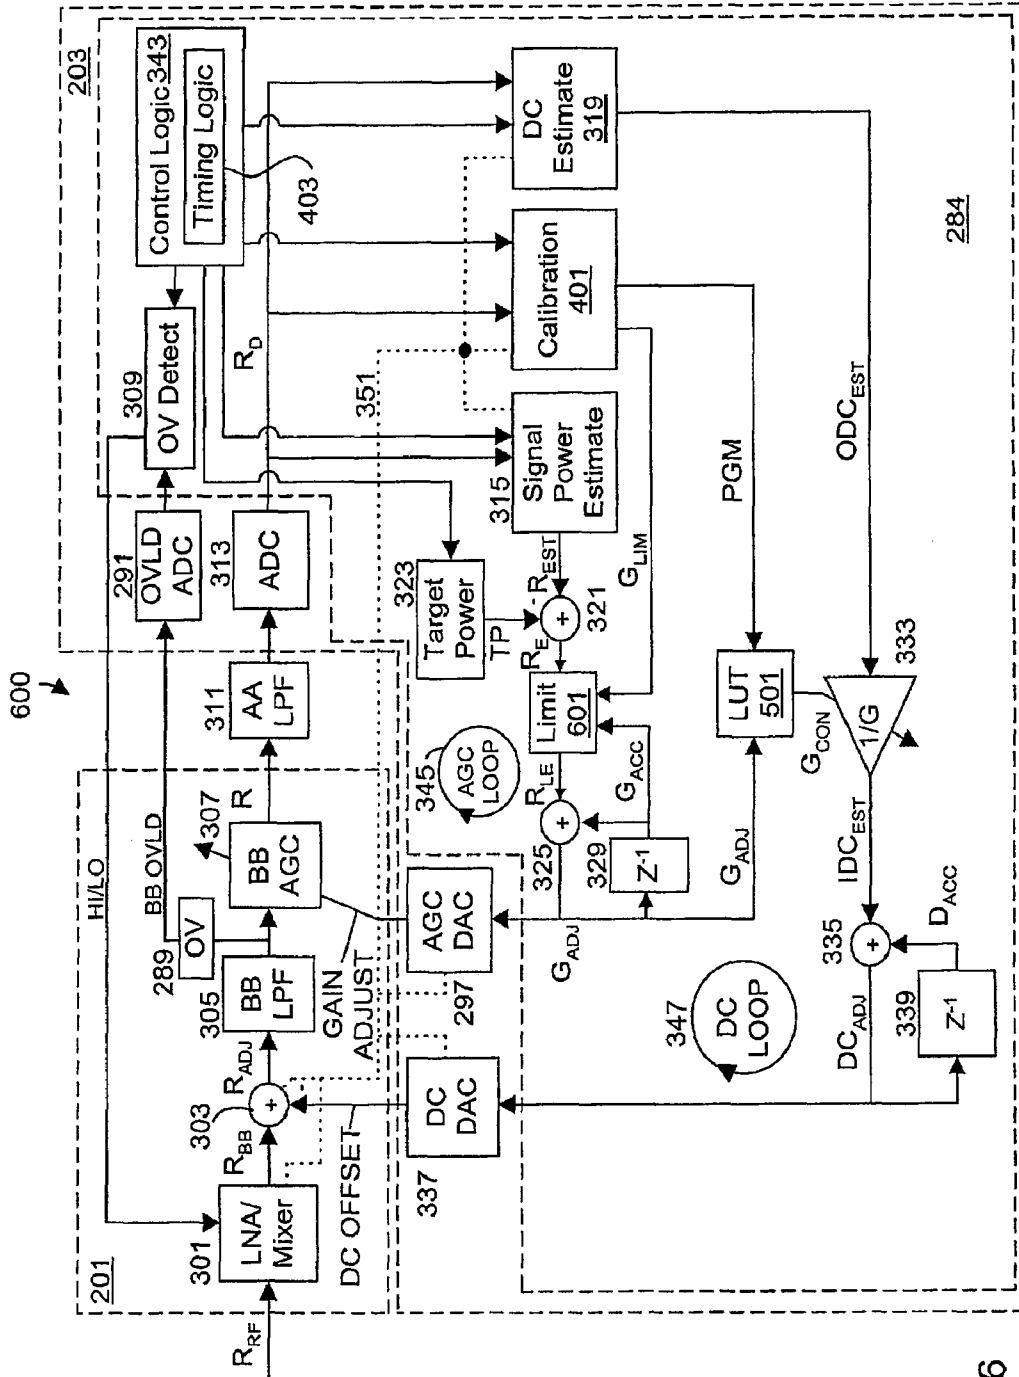 600
203
201
284
R_RF
LNA/
Mixer
301
HI/LO
R_BB
+
303
R_ADJ
DC OFFSET
BB
LPF
305
OV
289
BB OVLD
BB
AGC
307
R
GAIN
ADJUST
AA
LPF
311
OVLD
ADC
291
ADC
313
OV Detect
309
Control Logic 343
Timing Logic
403
R_D
351
DC
DAC
337
AGC
DAC
297
G_ADJ
AGC
LOOP
345
+
325
Z-1
329
G_ACC
R_LE
Limit
601
R_E
+
321
-
R_EST
TP
Target
Power
323
Signal
Power
Estimate
315
Calibration
401
DC
Estimate
319
G_LIM
PGM
ODC_EST
LUT
501
G_ADJ
G_CON
1/G
333
IDC_EST
+
335
D_ACC
Z-1
339
DC_ADJ
DC
LOOP
347
6